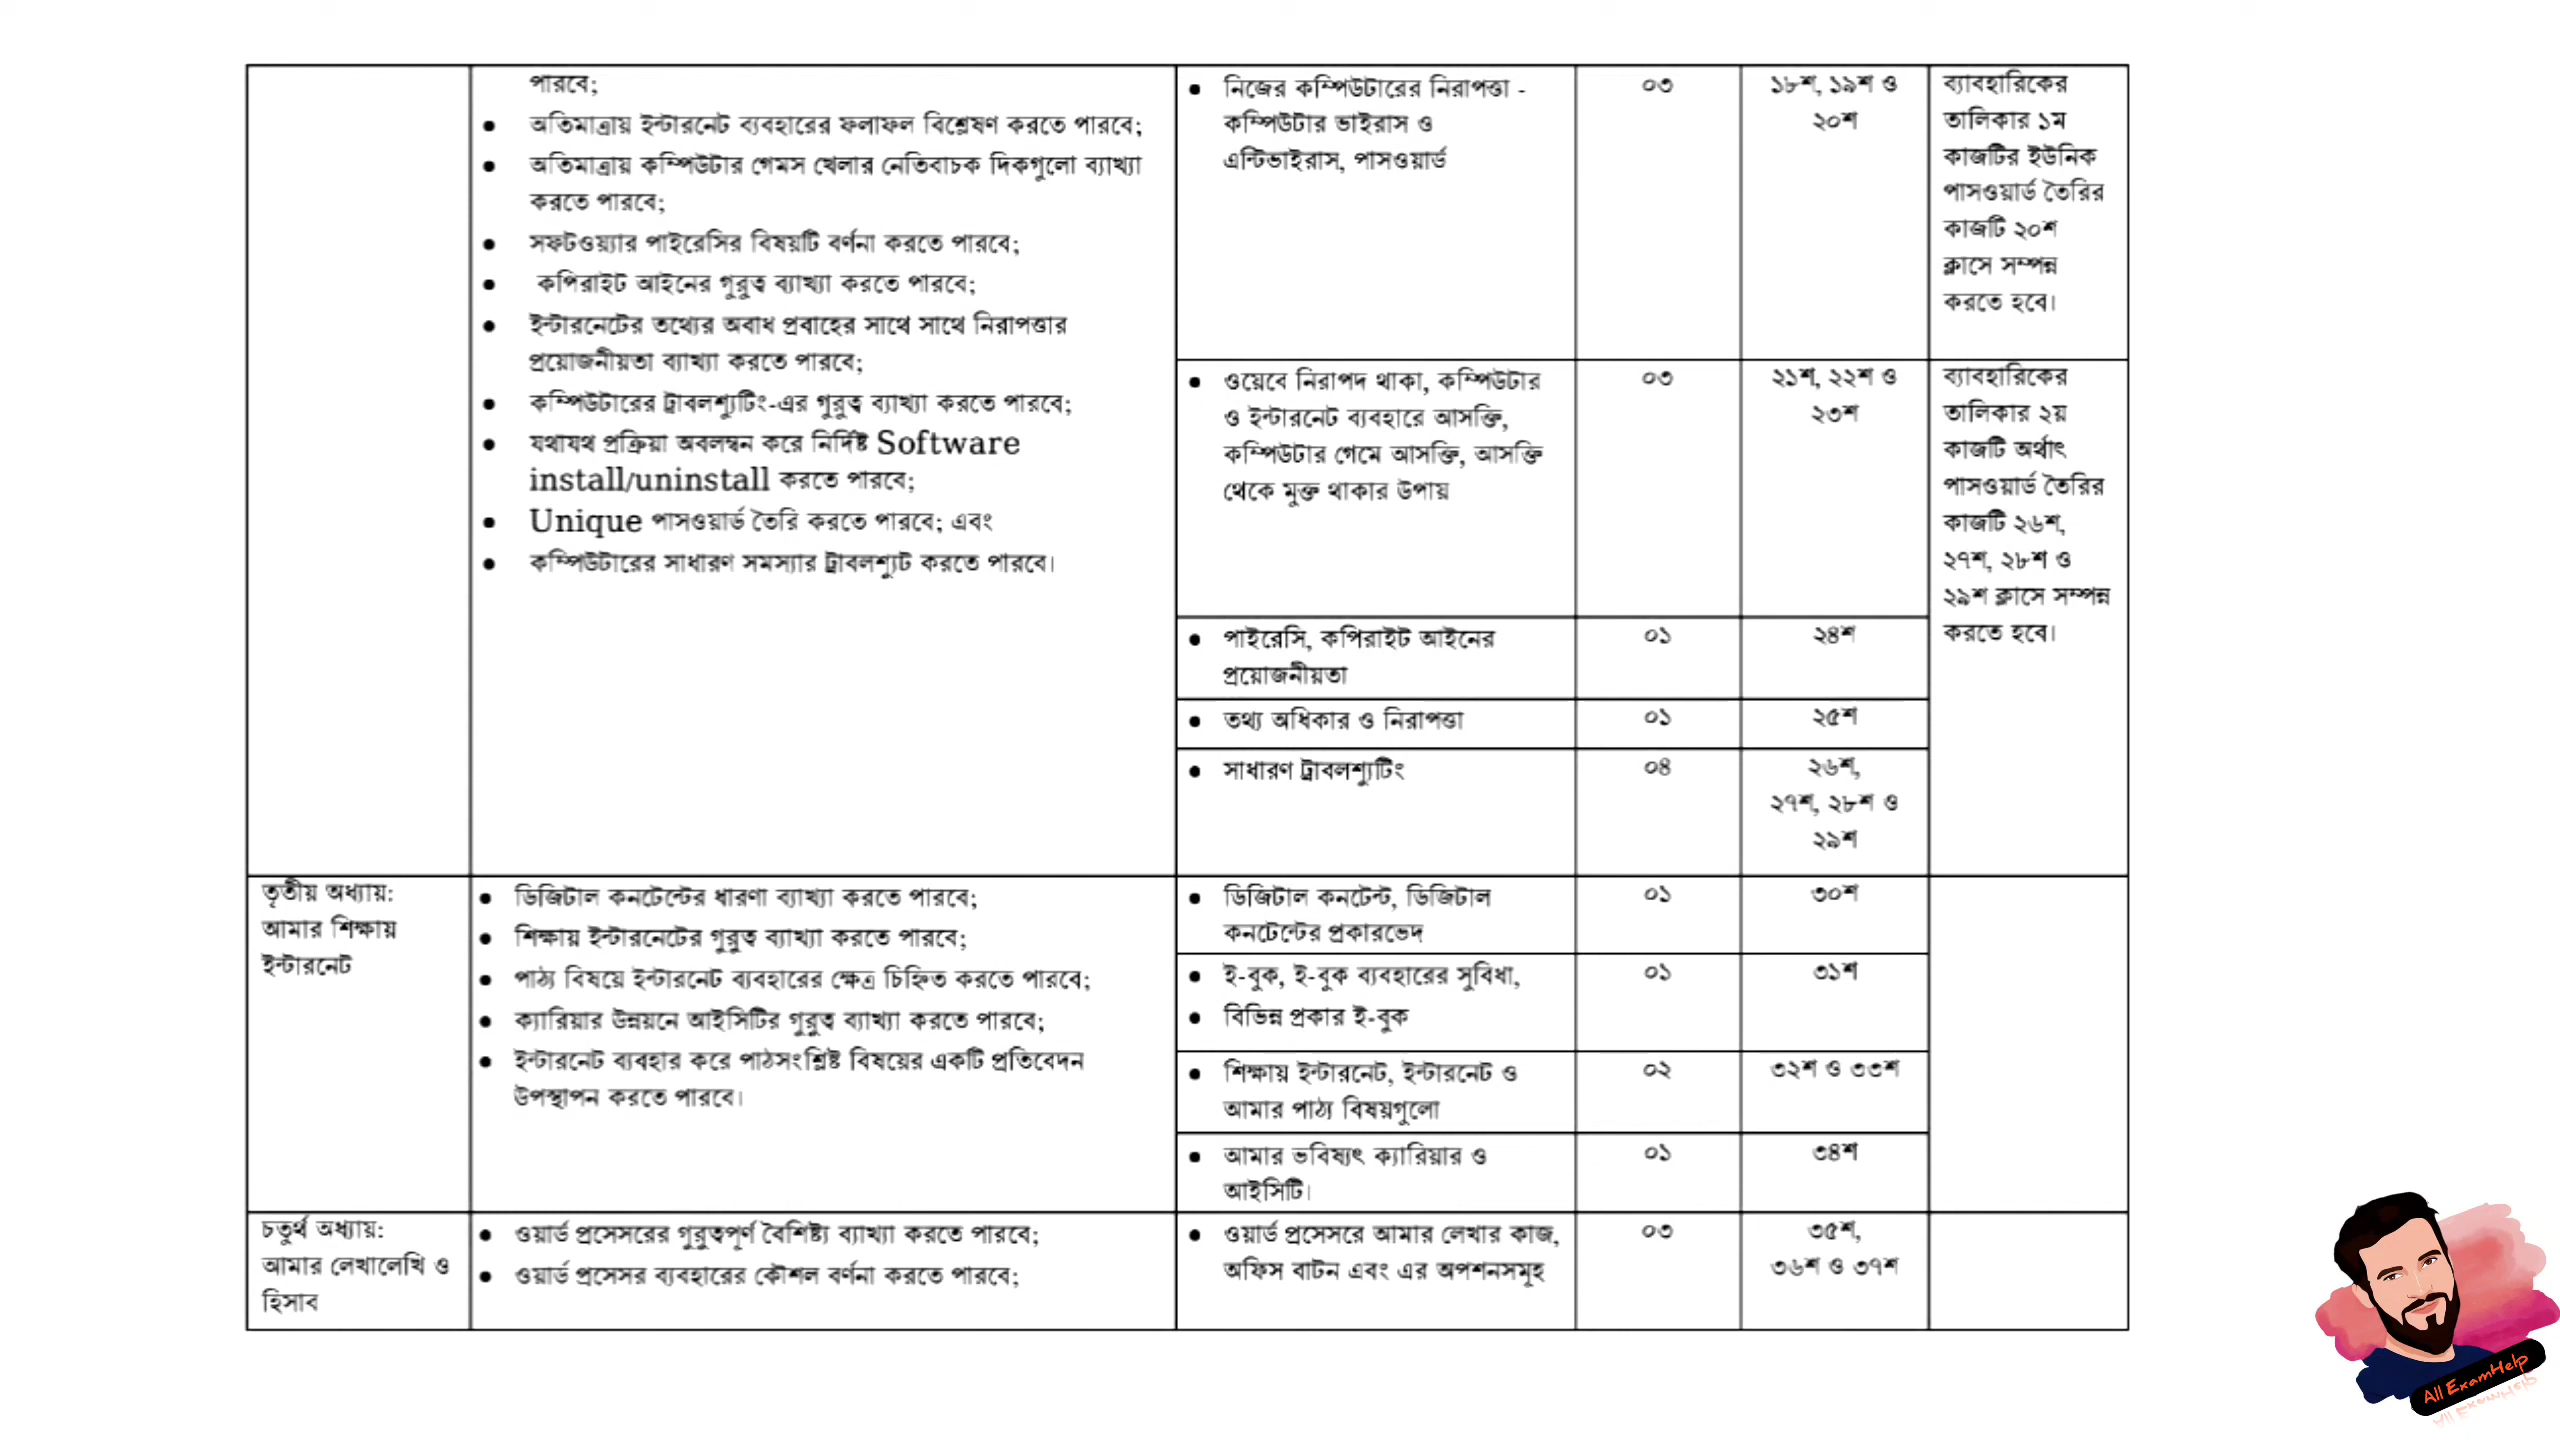 পারবে;
অতিমাত্রায় ইন্টারনেট ব্যবহারের ফলাফল বিশ্লেষণ করতে পারবে;
অতিমাত্রায় কম্পিউটার গেমস খেলার নেতিবাচক দিকগুলো ব্যাখ্যা
করতে পারবে;
সফটওয়্যার পাইরেসির বিষয়টি বর্ণনা করতে পারবে;
কপিরাইট আইনের গুরুত্ব ব্যাখ্যা করতে পারবে;
ইন্টারনেটের তথ্যের অবাধ প্রবাহের সাথে সাথে নিরাপত্তার
প্রয়োজনীয়তা ব্যাখ্যা করতে পারবে;
কম্পিউটারের ট্রাবলশ্যুটিং-এর গুরুত্ব ব্যাখ্যা করতে পারবে;
যথাযথ প্রক্রিয়া অবলম্বন করে নির্দিষ্ট Software
install/uninstall করতে পারবে;
Unique পাসওয়ার্ড তৈরি করতে পারবে; এবং
কম্পিউটারের সাধারণ সমস্যার ট্রাবলশ্যুট করতে পারবে।
নিজের কম্পিউটারের নিরাপত্তা -
কম্পিউটার ভাইরাস ও
এন্টিভাইরাস, পাসওয়ার্ড
০৩
১৮শ, ১৯শ ও
২০শ
ব্যাবহারিকের
তালিকার ১ম
কাজটির ইউনিক
পাসওয়ার্ড তৈরির
কাজটি ২০শ
ক্লাসে সম্পন্ন
করতে হবে।
ওয়েবে নিরাপদ থাকা, কম্পিউটার
ও ইন্টারনেট ব্যবহারে আসক্তি,
কম্পিউটার গেমে আসক্তি, আসক্তি
থেকে মুক্ত থাকার উপায়
০৩
২১শ, ২২শ ও
২৩শ
ব্যাবহারিকের
তালিকার ২য়
কাজটি অর্থাৎ
পাসওয়ার্ড তৈরির
কাজটি ২৬শ,
২৭শ, ২৮শ ও
২৯শ ক্লাসে সম্পন্ন
করতে হবে।
পাইরেসি, কপিরাইট আইনের
প্রয়োজনীয়তা
০১
২৪শ
তথ্য অধিকার ও নিরাপত্তা
০১
২৫শ
সাধারণ ট্রাবলশ্যুটিং
০৪
২৬শ,
২৭শ, ২৮শ ও
২৯শ
তৃতীয় অধ্যায়:
আমার শিক্ষায়
ইন্টারনেট
ডিজিটাল কনটেন্টের ধারণা ব্যাখ্যা করতে পারবে;
শিক্ষায় ইন্টারনেটের গুরুত্ব ব্যাখ্যা করতে পারবে;
পাঠ্য বিষয়ে ইন্টারনেট ব্যবহারের ক্ষেত্র চিহ্নিত করতে পারবে;
ক্যারিয়ার উন্নয়নে আইসিটির গুরুত্ব ব্যাখ্যা করতে পারবে;
ইন্টারনেট ব্যবহার করে পাঠসংশ্লিষ্ট বিষয়ের একটি প্রতিবেদন
উপস্থাপন করতে পারবে।
ডিজিটাল কনটেন্ট, ডিজিটাল
কনটেন্টের প্রকারভেদ
০১
৩০শ
ই-বুক, ই-বুক ব্যবহারের সুবিধা,
বিভিন্ন প্রকার ই-বুক
০১
৩১শ
শিক্ষায় ইন্টারনেট, ইন্টারনেট ও
আমার পাঠ্য বিষয়গুলো
০২
৩২শ ও ৩৩শ
আমার ভবিষ্যৎ ক্যারিয়ার ও
আইসিটি।
০১
৩৪শ
চতুর্থ অধ্যায়:
আমার লেখালেখি ও
হিসাব
ওয়ার্ড প্রসেসরের গুরুত্বপূর্ণ বৈশিষ্ট্য ব্যাখ্যা করতে পারবে;
ওয়ার্ড প্রসেসর ব্যবহারের কৌশল বর্ণনা করতে পারবে;
ওয়ার্ড প্রসেসরে আমার লেখার কাজ,
অফিস বাটন এবং এর অপশনসমূহ
০৩
৩৫শ,
৩৬শ ও ৩৭শ
All ExamHelp
All ExamHelp